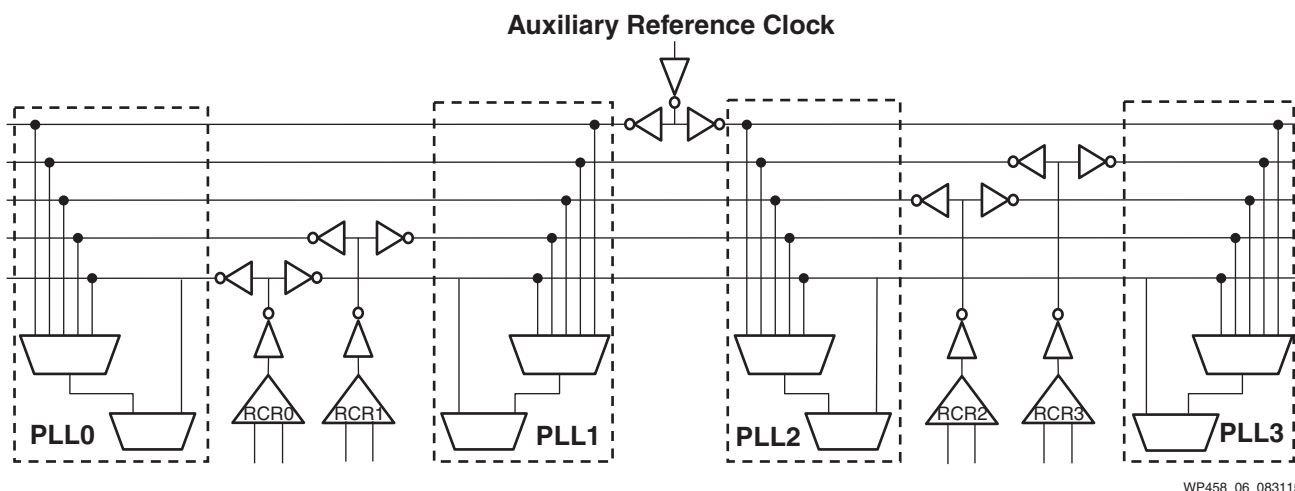 Auxiliary Reference Clock
RCR0
RCR1
RCR2
RCR3
PLL0
PLL1
PLL2
PLL3
WP458_06_083115